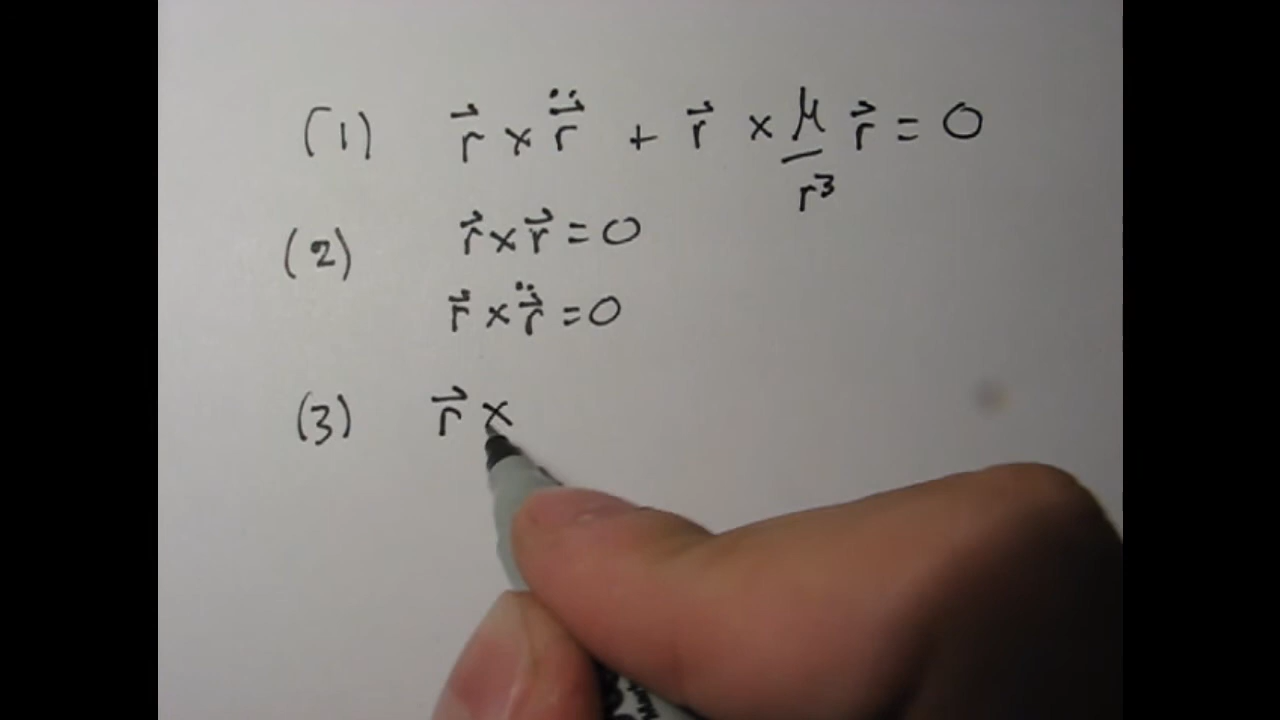 (1) r⃗ × r̈⃗ + r⃗ × μ/r³ r⃗ = 0
(2) r⃗ × r⃗ = 0
r⃗ × r̈⃗ = 0
(3) r⃗ ×